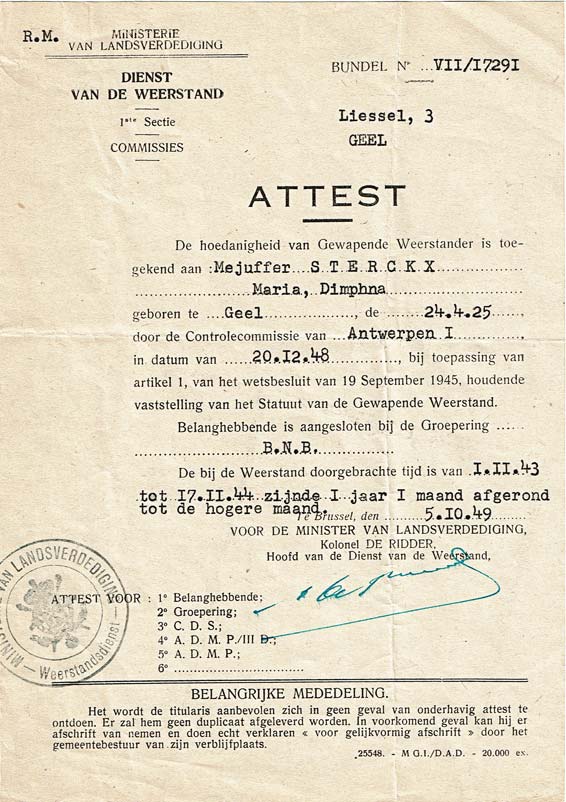 R.M. MINISTERIE
VAN LANDSVERDEDIGING
DIENST
VAN DE WEERSTAND
1ste Sectie
COMMISSIES
BUNDEL No ...VII/I729I
Liessel, 3
GEEL
ATTEST
De hoedanigheid van Gewapende Weerstander is toe-
gekend aan : Mejuffer...S T E R C K X
Maria, Dimphna
geboren te ...Geel..., de ...24.4.25...,
door de Controlecommissie van ...Antwerpen I...,
in datum van ...20.I2.48..., bij toepassing van
artikel 1, van het wetsbesluit van 19 September 1945, houdende
vaststelling van het Statuut van de Gewapende Weerstand.
Belanghebbende is aangesloten bij de Groepering ......
...B.N.B....
De bij de Weerstand doorgebrachte tijd is van .I.II.43
tot I7.II.44 zijnde I jaar I maand afgerond
tot de hogere maand.
Te Brussel, den ...5.I0.49
VOOR DE MINISTER VAN LANDSVERDEDIGING,
Kolonel DE RIDDER,
Hoofd van de Dienst van de Weerstand,
ATTEST VOOR : 1o Belanghebbende;
2o Groepering;
3o C. D. S.;
4o A. D. M. P./III D.;
5o A. D. M. P.;
6o ...
MINISTERIE VAN LANDSVERDEDIGING
— Weerstandsdienst —
BELANGRIJKE MEDEDELING.
Het wordt de titularis aanbevolen zich in geen geval van onderhavig attest te
ontdoen. Er zal hem geen duplicaat afgeleverd worden. In voorkomend geval kan hij er
afschrift van nemen en doen echt verklaren « voor gelijkvormig afschrift » door het
gemeentebestuur van zijn verblijfplaats.
25548. - M G.I./D.A.D. - 20.000 ex.